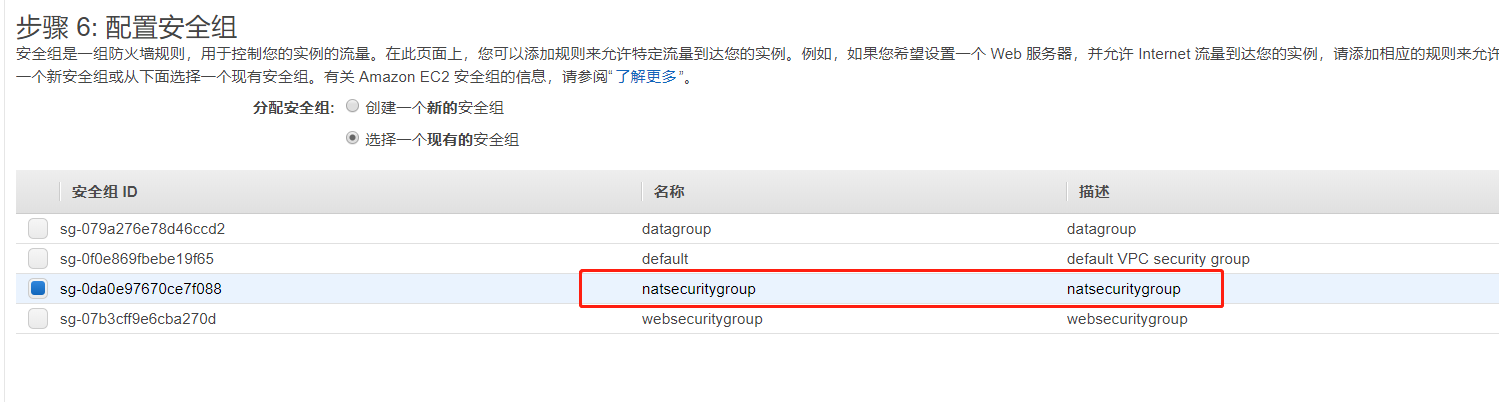 步骤 6: 配置安全组
安全组是一组防火墙规则，用于控制您的实例的流量。在此页面上，您可以添加规则来允许特定流量到达您的实例。例如，如果您希望设置一个 Web 服务器，并允许 Internet 流量到达您的实例，请添加相应的规则来允许
一个新安全组或从下面选择一个现有安全组。有关 Amazon EC2 安全组的信息，请参阅“了解更多”。
分配安全组: 创建一个新的安全组
选择一个现有的安全组
安全组 ID 名称 描述
sg-079a276e78d46ccd2 datagroup datagroup
sg-0f0e869fbebe19f65 default default VPC security group
sg-0da0e97670ce7f088 natsecuritygroup natsecuritygroup
sg-07b3cff9e6cba270d websecuritygroup websecuritygroup